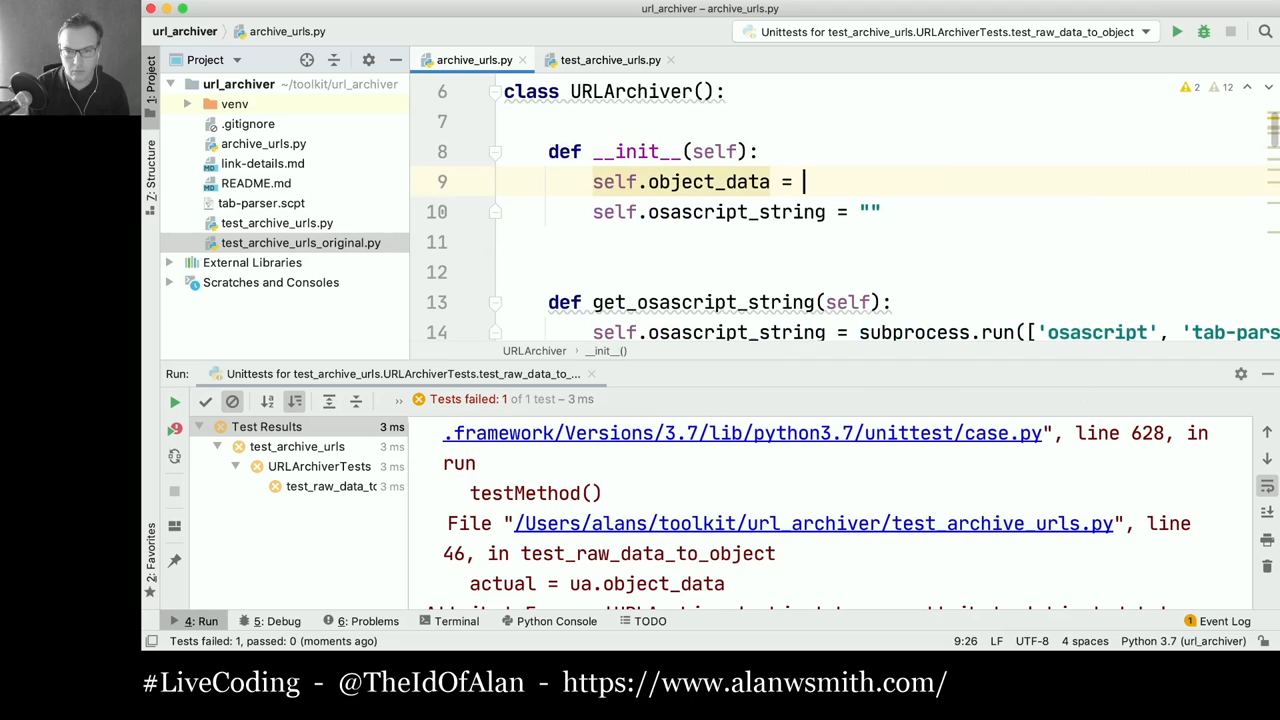 url_archiver – archive_urls.py
url_archiver
archive_urls.py
Unittests for test_archive_urls.URLArchiverTests.test_raw_data_to_object
1: Project
Project
archive_urls.py
test_archive_urls.py
url_archiver ~/toolkit/url_archiver
venv
.gitignore
archive_urls.py
link-details.md
README.md
tab-parser.scpt
test_archive_urls.py
test_archive_urls_original.py
External Libraries
Scratches and Consoles
Z: Structure
2 12
6 class URLArchiver():
7
8 def __init__(self):
9 self.object_data =
10 self.osascript_string = ""
11
12
13 def get_osascript_string(self):
14 self.osascript_string = subprocess.run(['osascript', 'tab-pars
URLArchiver › __init__()
Run: Unittests for test_archive_urls.URLArchiverTests.test_raw_data_to_...
Tests failed: 1 of 1 test – 3 ms
Test Results 3 ms
test_archive_urls 3 ms
URLArchiverTests 3 ms
test_raw_data_tc 3 ms
.framework/Versions/3.7/lib/python3.7/unittest/case.py", line 628, in
run
testMethod()
File "/Users/alans/toolkit/url_archiver/test_archive_urls.py", line
46, in test_raw_data_to_object
actual = ua.object_data
2: Favorites
4: Run
5: Debug
6: Problems
Terminal
Python Console
TODO
1 Event Log
Tests failed: 1, passed: 0 (moments ago)
9:26 LF UTF-8 4 spaces Python 3.7 (url_archiver)
#LiveCoding - @TheIdOfAlan - https://www.alanwsmith.com/